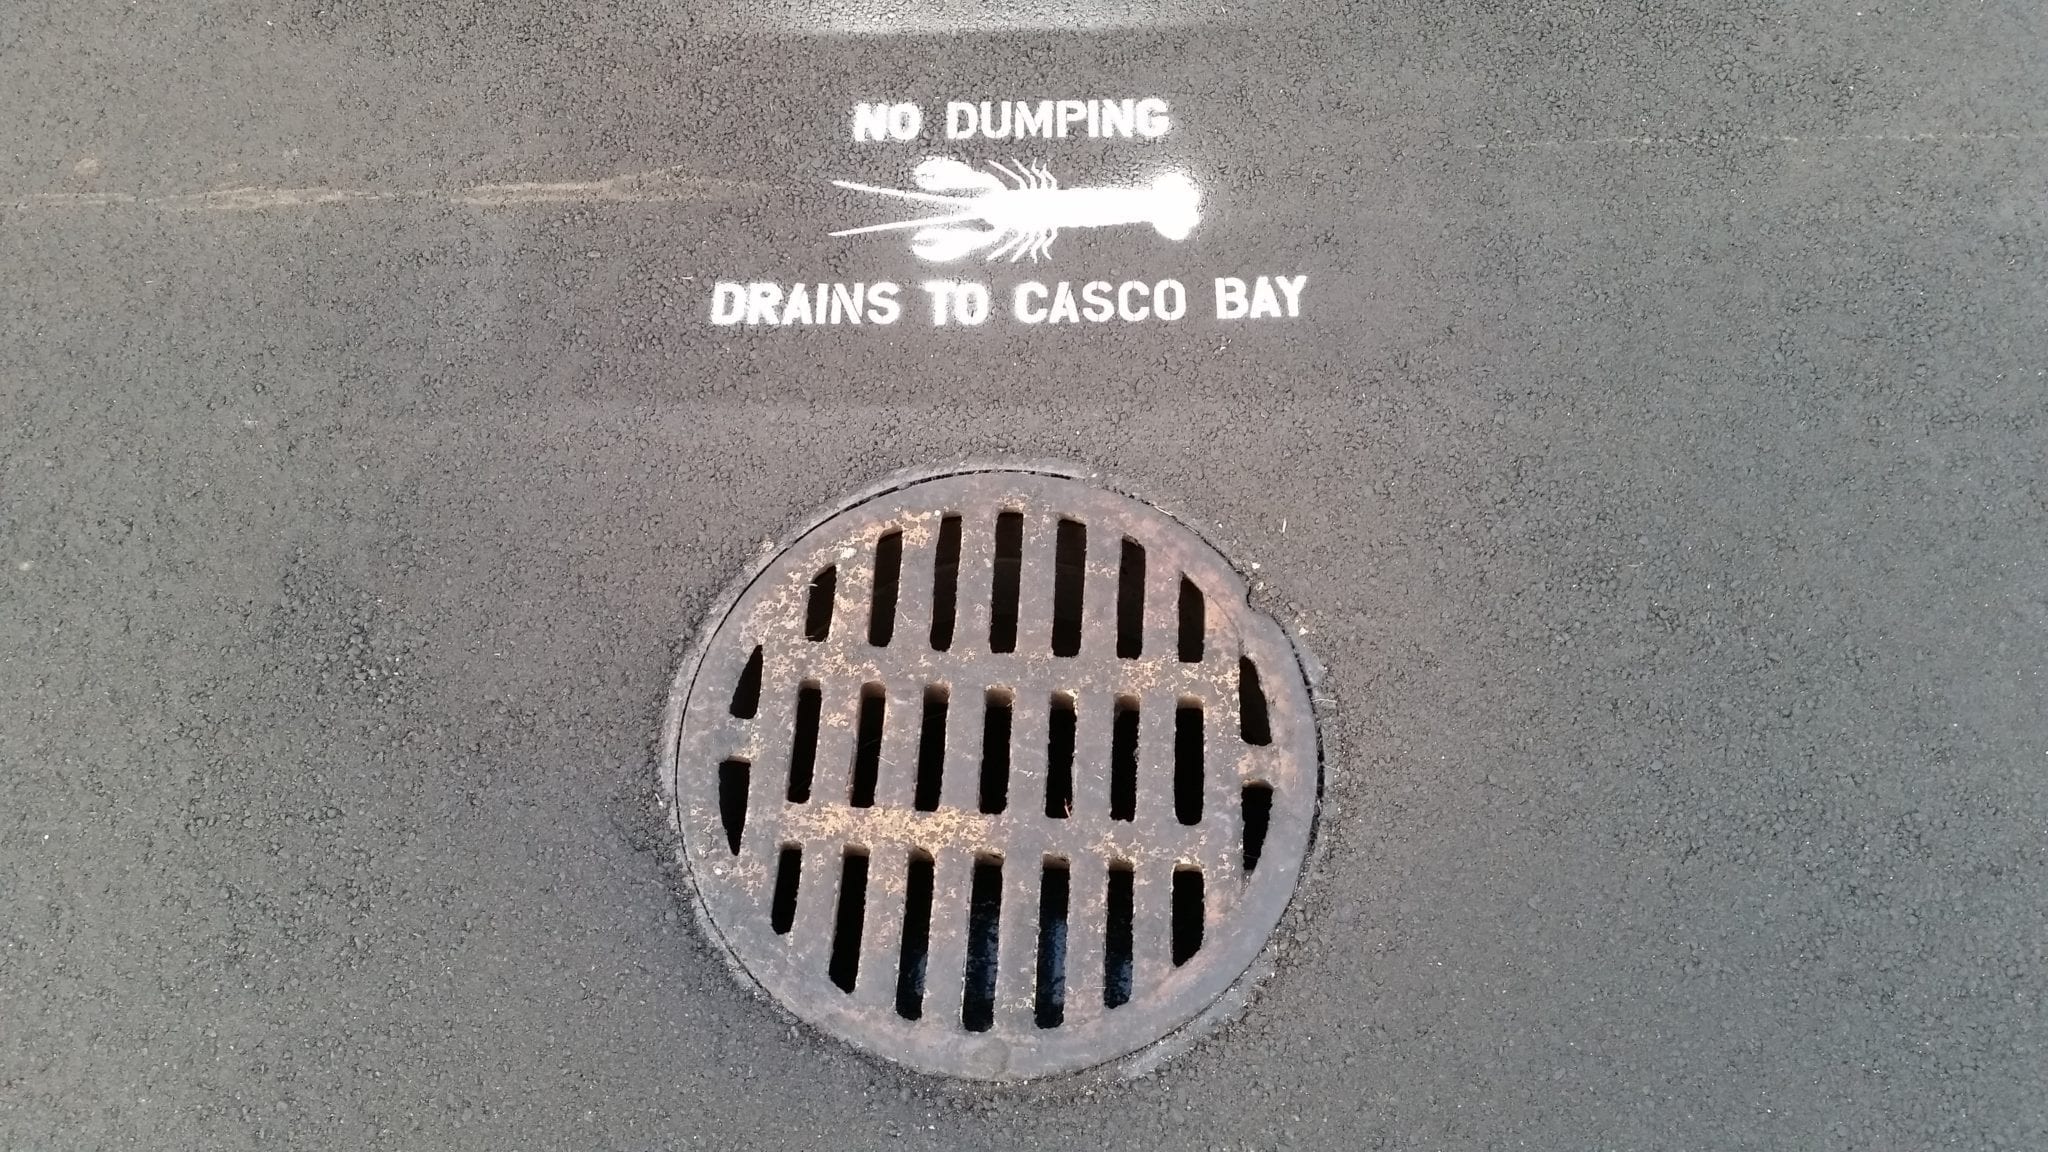 NO DUMPING
DRAINS TO CASCO BAY